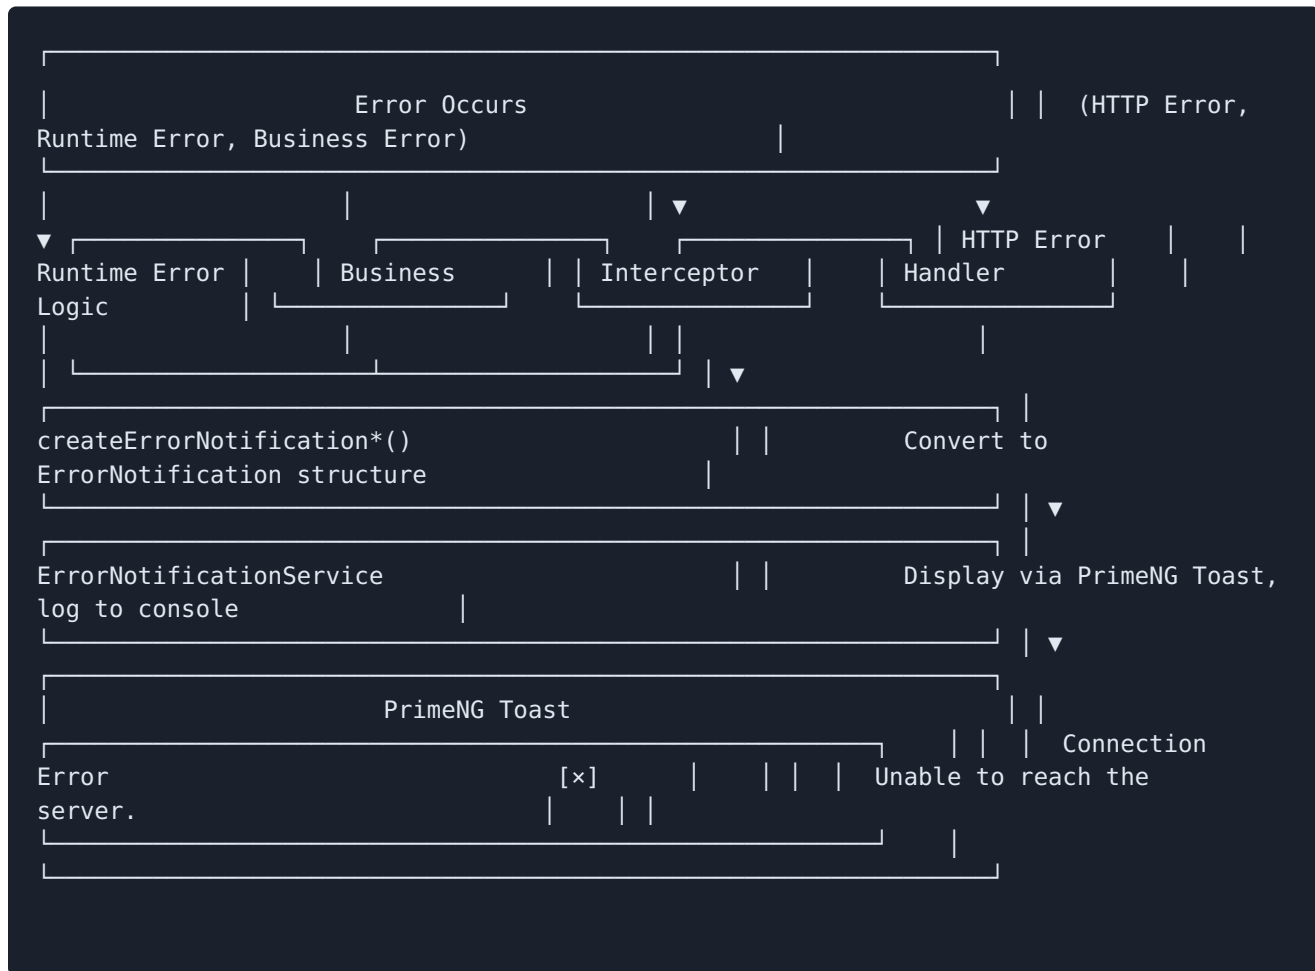 Error Occurs (HTTP Error,
Runtime Error, Business Error)
▼ ▼
▼ HTTP Error
Runtime Error │ │ Business │ │ Interceptor │ │ Handler │ │
Logic
▼
createErrorNotification*() │ │ Convert to
ErrorNotification structure
▼
ErrorNotificationService │ │ Display via PrimeNG Toast,
log to console
▼
PrimeNG Toast
Connection
Error [×] │ │ │ │ Unable to reach the
server.